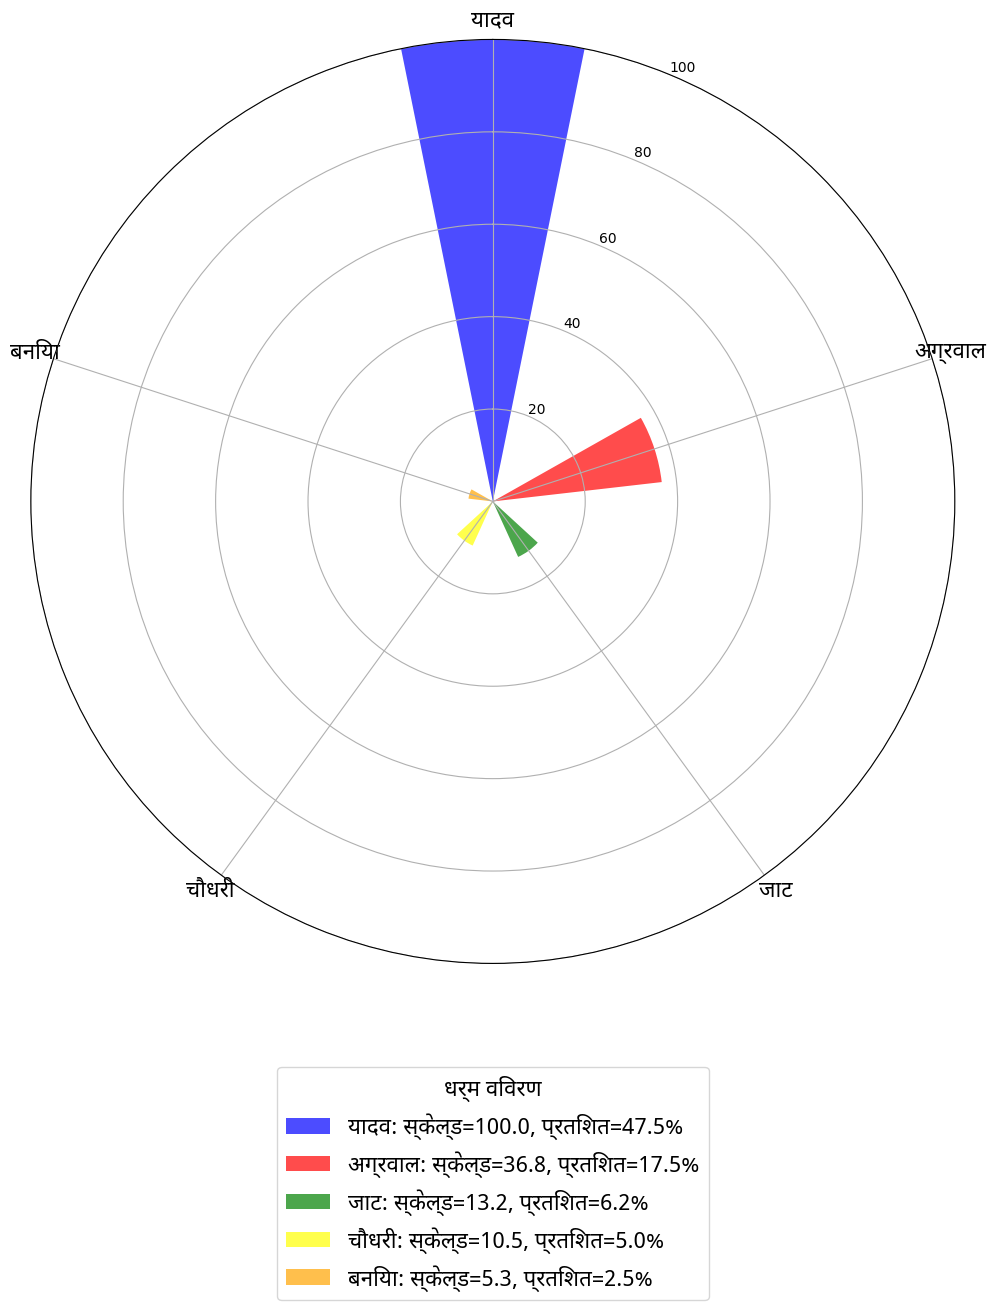 यादव
100
80
60
40
20
बनिया
अग्रवाल
चौधरी
जाट
धर्म विवरण
यादव: स्केल्ड=100.0, प्रतिशत=47.5%
अग्रवाल: स्केल्ड=36.8, प्रतिशत=17.5%
जाट: स्केल्ड=13.2, प्रतिशत=6.2%
चौधरी: स्केल्ड=10.5, प्रतिशत=5.0%
बनिया: स्केल्ड=5.3, प्रतिशत=2.5%